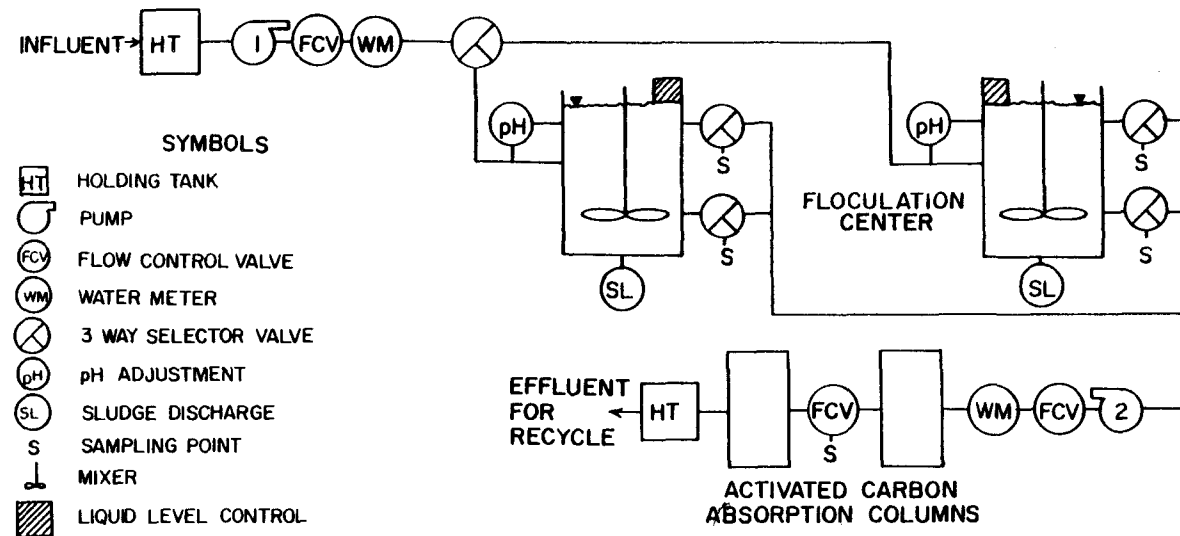 INFLUENT
HT
1
FCV
WM
pH
S
S
SL
FLOCULATION
CENTER
pH
S
S
SL
SYMBOLS
HT HOLDING TANK
PUMP
FCV FLOW CONTROL VALVE
WM WATER METER
3 WAY SELECTOR VALVE
pH pH ADJUSTMENT
SL SLUDGE DISCHARGE
S SAMPLING POINT
MIXER
LIQUID LEVEL CONTROL
EFFLUENT
FOR
RECYCLE
HT
FCV
S
WM
FCV
2
ACTIVATED CARBON
ABSORPTION COLUMNS